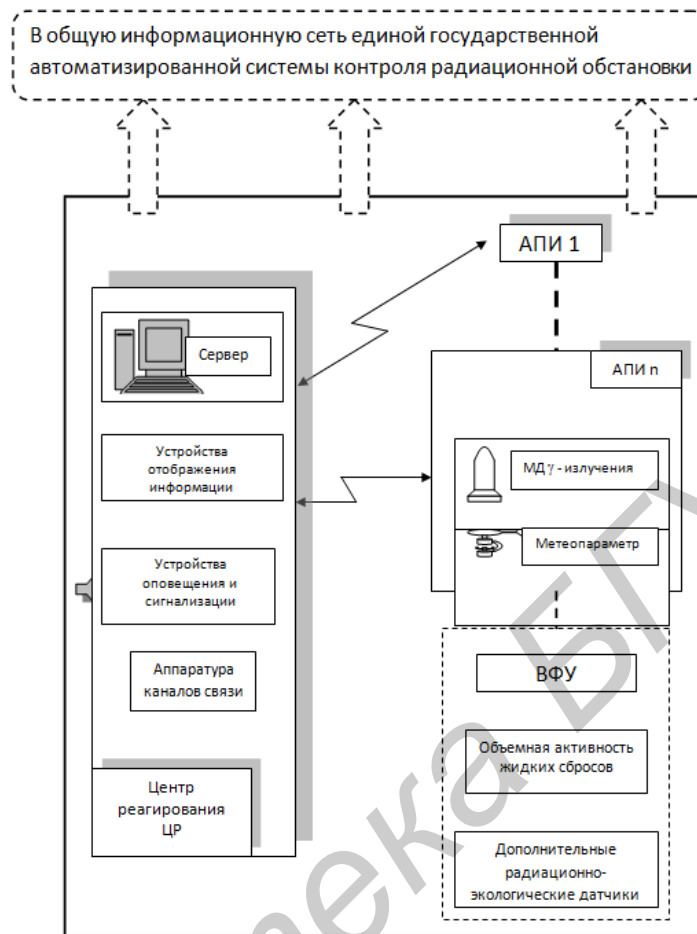 В общую информационную сеть единой государственной
автоматизированной системы контроля радиационной обстановки
АПИ 1
Сервер
АПИ n
Устройства
отображения
информации
МД γ - излучения
Метеопараметр
Устройства
оповещения и
сигнализации
Аппаратура
каналов связи
ВФУ
Объемная активность
жидких сбросов
Центр
реагирования
ЦР
Дополнительные
радиационно-
экологические датчики